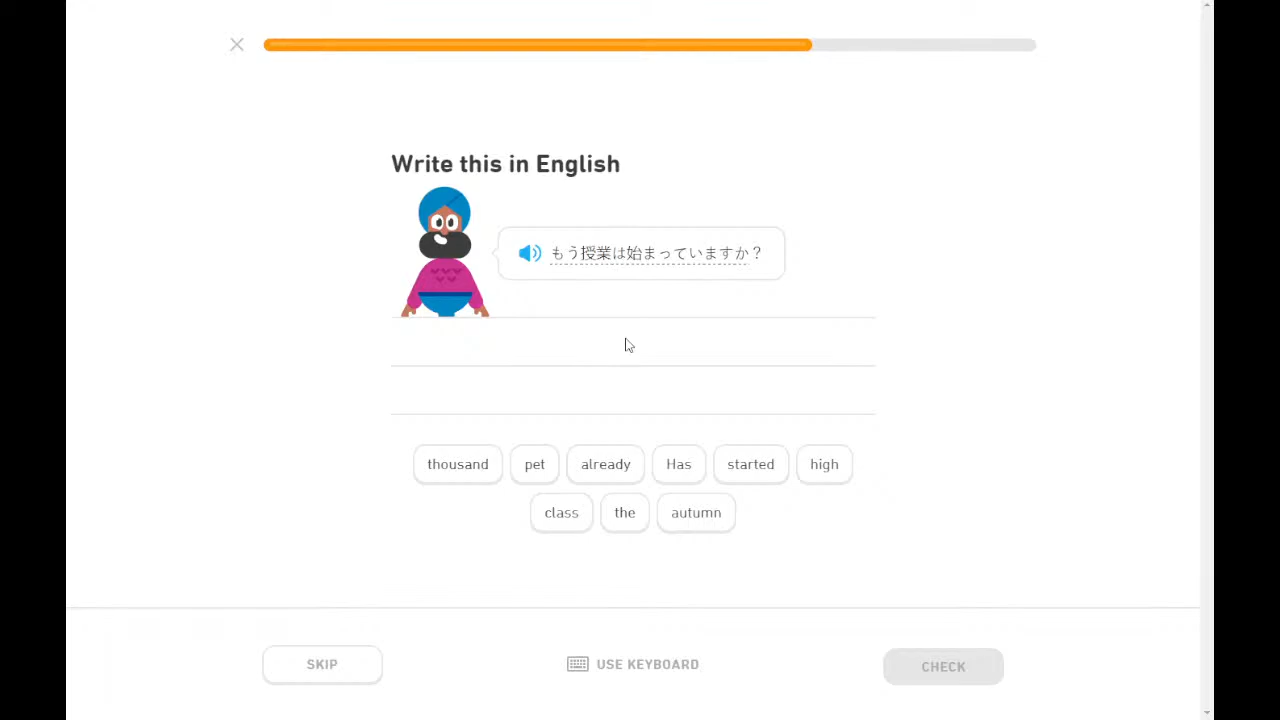 Write this in English
もう授業は始まっていますか？
thousand pet already Has started high
class the autumn
SKIP USE KEYBOARD CHECK